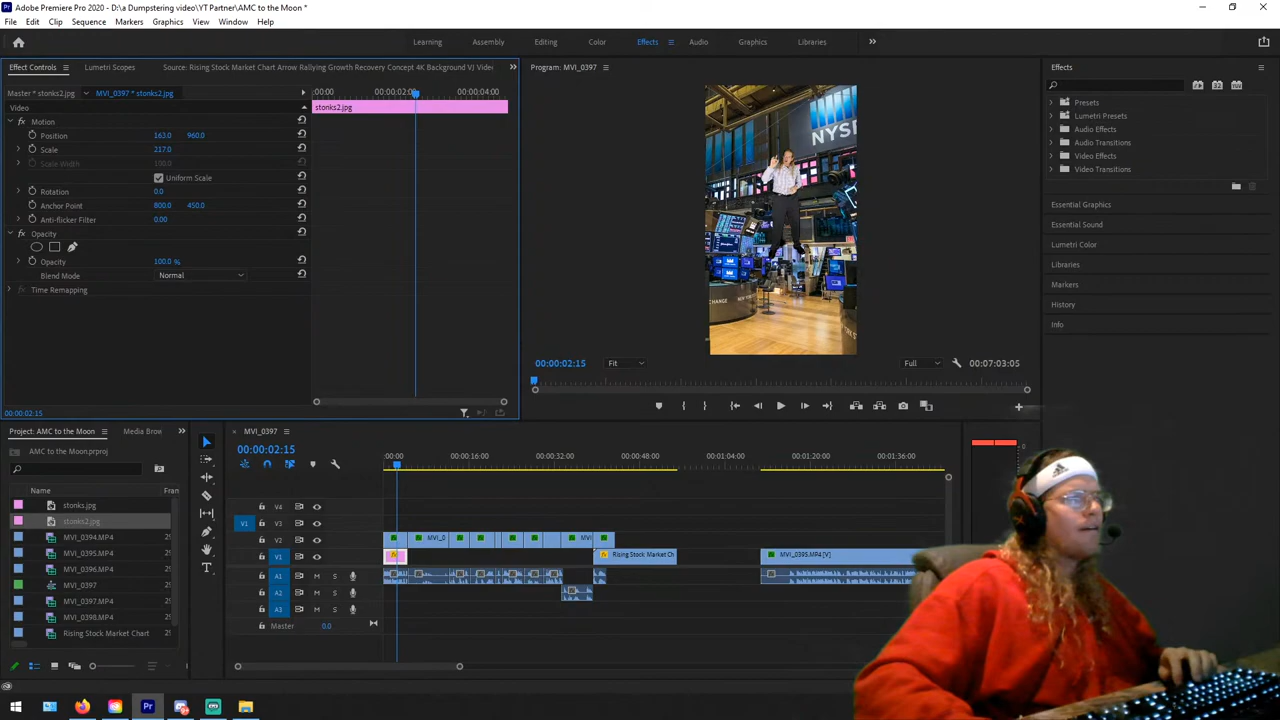 Adobe Premiere Pro 2020 - D:\a Dumpstering video\YT Partner\AMC to the Moon *
File Edit Clip Sequence Markers Graphics View Window Help
Learning Assembly Editing Color Effects Audio Graphics Libraries
Effect Controls Lumetri Scopes Source: Rising Stock Market Chart Arrow Rallying Growth Recovery Concept 4K Background VJ Video
Program: MVI_0397
Effects
Master * stonks2.jpg MVI_0397 * stonks2.jpg
:00:00 00:00:02:00 00:00:04:00
Video
stonks2.jpg
Motion
Position 163.0 960.0
Scale 217.0
Scale Width 100.0
Uniform Scale
Rotation 0.0
Anchor Point 800.0 450.0
Anti-flicker Filter 0.00
Opacity
Opacity 100.0 %
Blend Mode Normal
Time Remapping
00:00:02:15
NYSE
00:00:02:15 Fit Full 00:07:03:05
Presets
Lumetri Presets
Audio Effects
Audio Transitions
Video Effects
Video Transitions
Essential Graphics
Essential Sound
Lumetri Color
Libraries
Markers
History
Info
Project: AMC to the Moon Media Brow
AMC to the Moon.prproj
Name Fram
stonks.jpg
stonks2.jpg
MVI_0394.MP4 29
MVI_0395.MP4 29
MVI_0396.MP4 29
MVI_0397 29
MVI_0397.MP4 29
MVI_0398.MP4 29
Rising Stock Market Chart 29
MVI_0397
00:00:02:15
:00:00 00:00:16:00 00:00:32:00 00:00:48:00 00:01:04:00 00:01:20:00 00:01:36:00
V4
V1 V3
V2 MVI_0 MVI
V1 Rising Stock Market Ch MVI_0395.MP4 [V]
A1 M S
A2 M S
A3 M S
Master 0.0
0